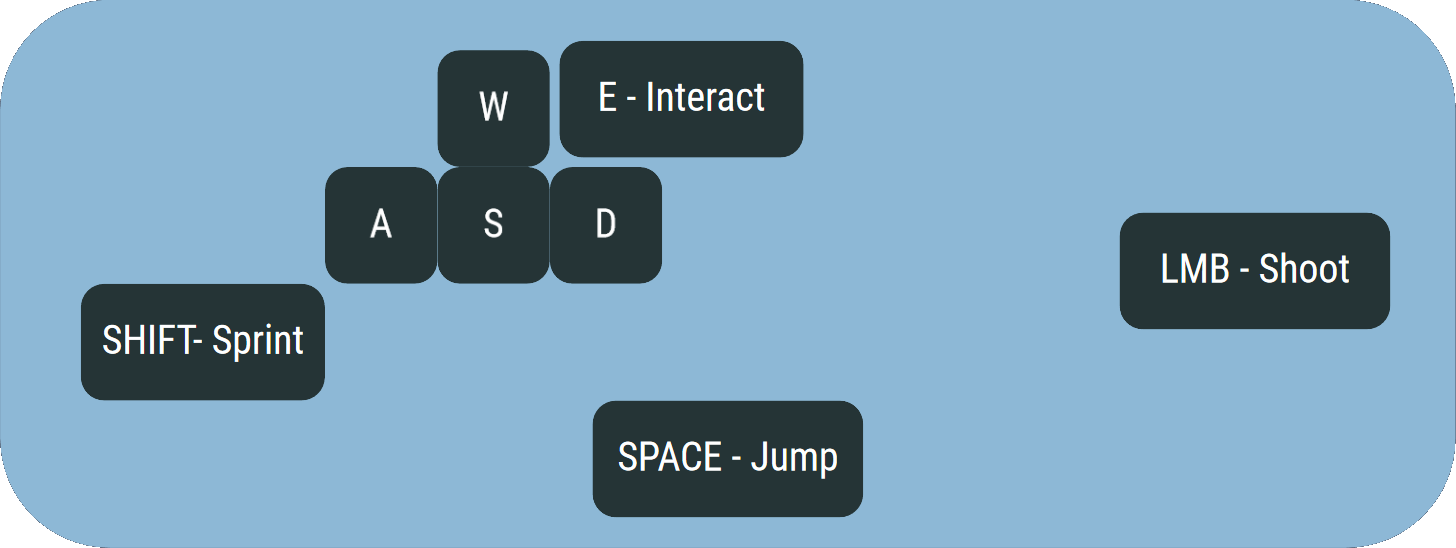 W
E - Interact
A
S
D
LMB - Shoot
SHIFT- Sprint
SPACE - Jump